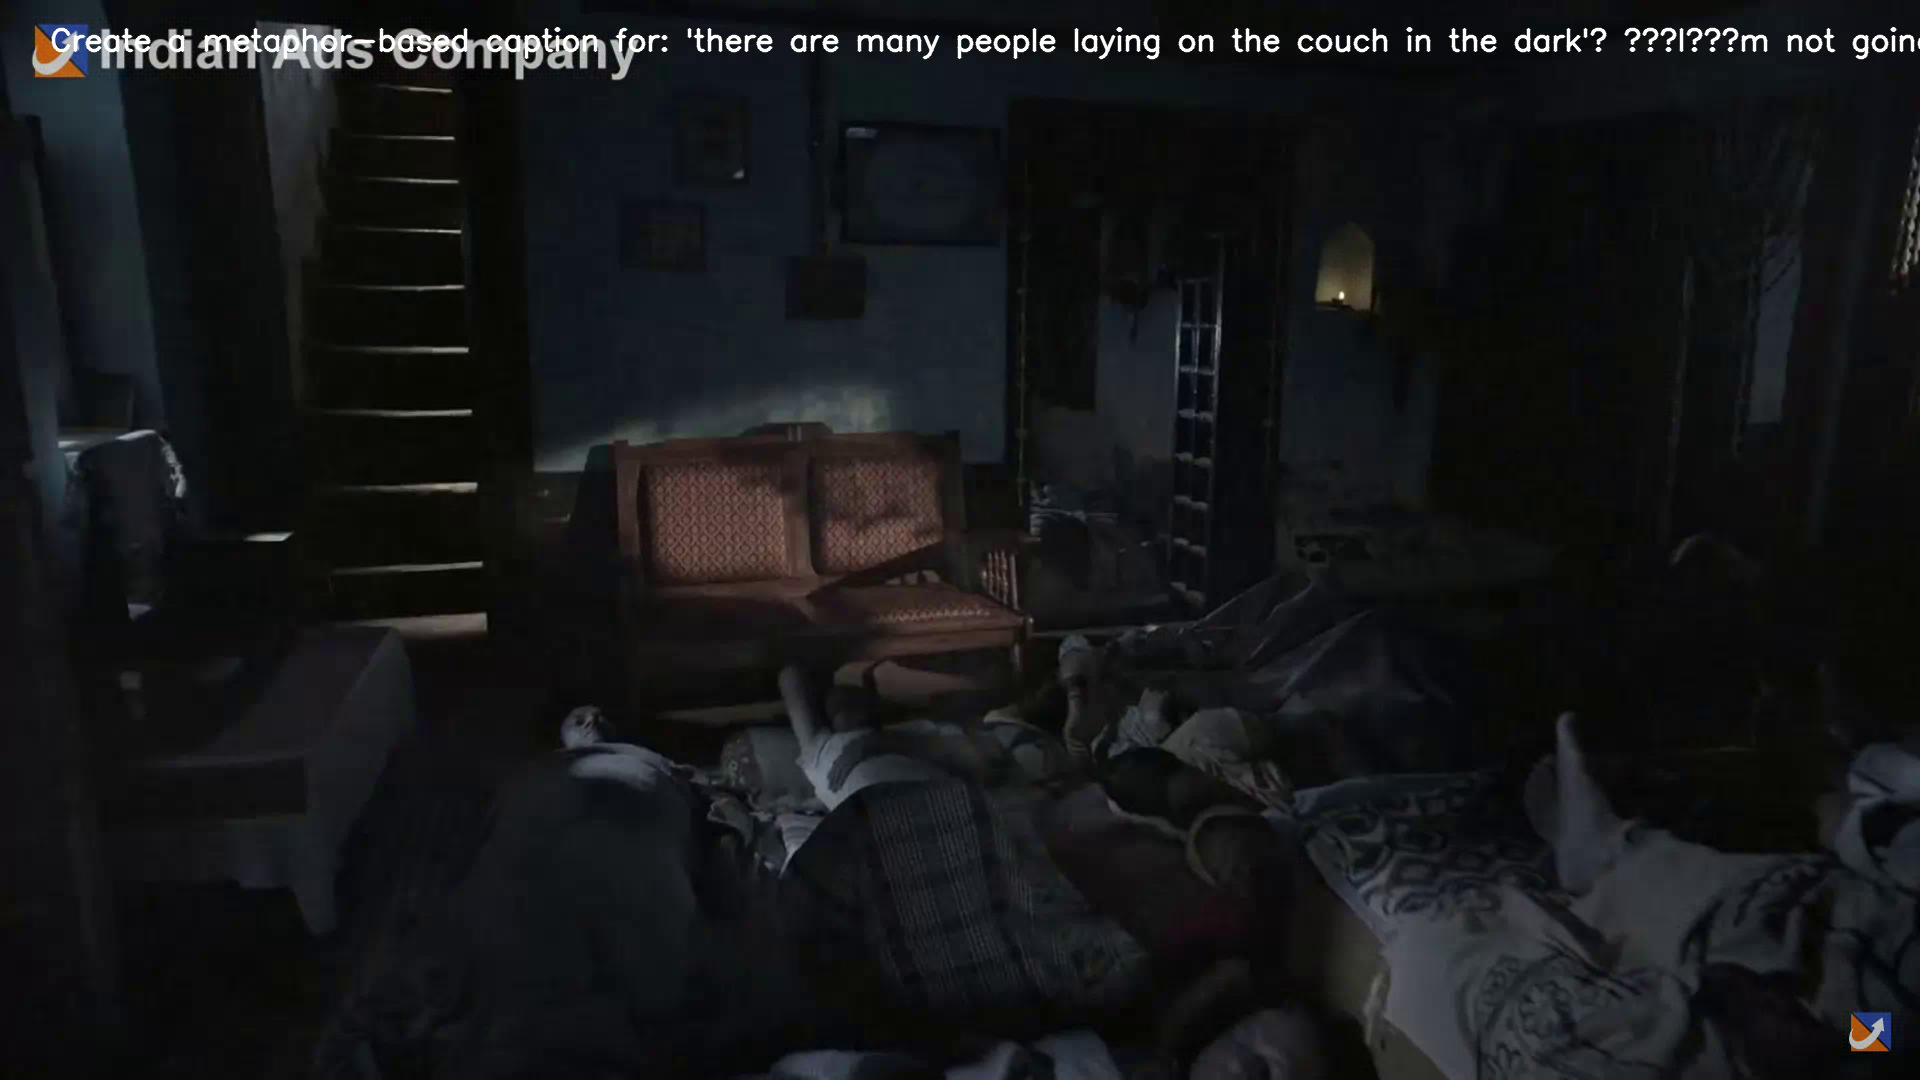 Create a metaphor-based caption for: 'there are many people laying on the couch in the dark'? ???I???m not goin
Indian Ads Company